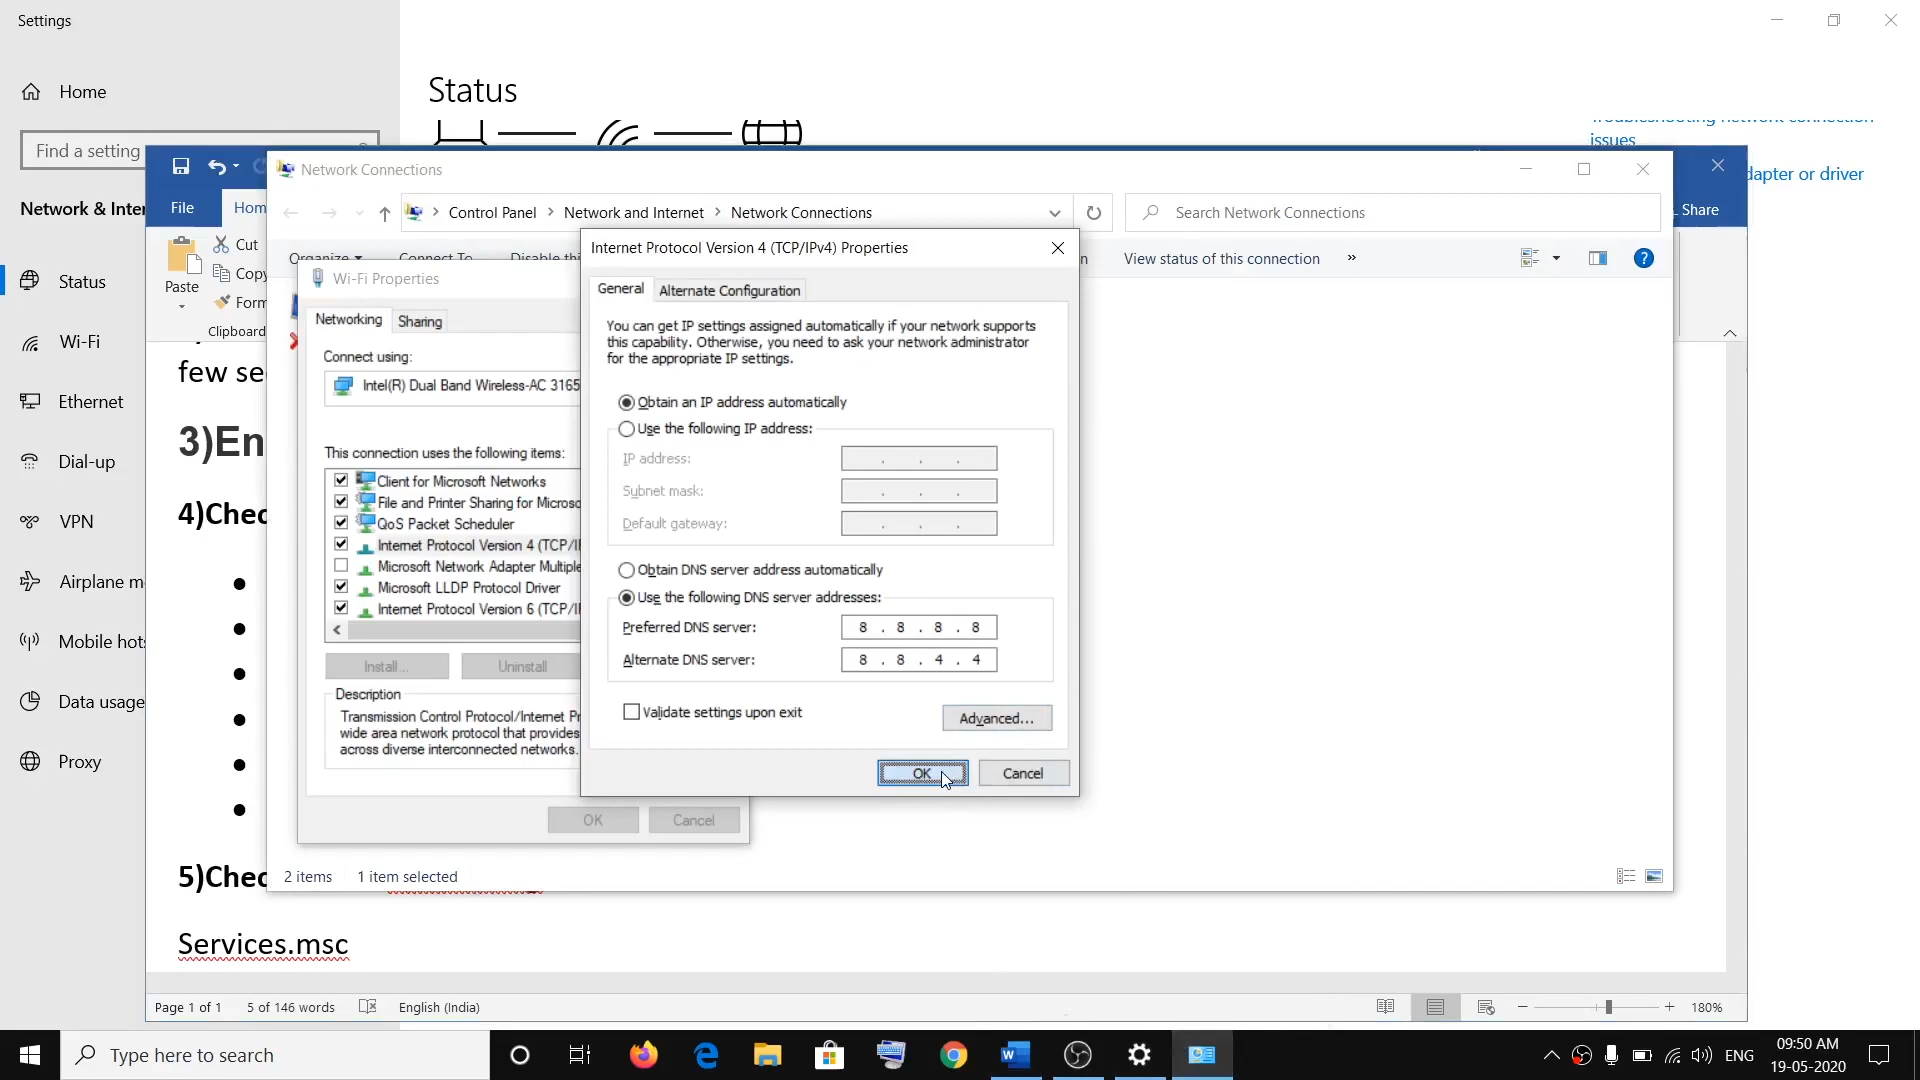 Settings
Home
Find a setting
Network & Inter
Status
Wi-Fi
Ethernet
Dial-up
VPN
Airplane m
Mobile hots
Data usage
Proxy
Status
Troubleshooting network connection
issues
dapter or driver
File
Hom
Share
Paste
Cut
Copy
Form
Clipboard
few se
3)En
4)Chec
5)Chec
Services.msc
Page 1 of 1
5 of 146 words
English (India)
180%
Network Connections
Control Panel
Network and Internet
Network Connections
Search Network Connections
Organize
Connect To
Disable thi
n
View status of this connection
»
2 items
1 item selected
Wi-Fi Properties
Networking
Sharing
Connect using:
Intel(R) Dual Band Wireless-AC 3165
This connection uses the following items:
Client for Microsoft Networks
File and Printer Sharing for Microso
QoS Packet Scheduler
Internet Protocol Version 4 (TCP/IP
Microsoft Network Adapter Multiple
Microsoft LLDP Protocol Driver
Internet Protocol Version 6 (TCP/IP
Install...
Uninstall
Description
Transmission Control Protocol/Internet Pr
wide area network protocol that provides
across diverse interconnected networks.
OK
Cancel
Internet Protocol Version 4 (TCP/IPv4) Properties
General
Alternate Configuration
You can get IP settings assigned automatically if your network supports
this capability. Otherwise, you need to ask your network administrator
for the appropriate IP settings.
Obtain an IP address automatically
Use the following IP address:
IP address:
. . .
Subnet mask:
. . .
Default gateway:
. . .
Obtain DNS server address automatically
Use the following DNS server addresses:
Preferred DNS server:
8 . 8 . 8 . 8
Alternate DNS server:
8 . 8 . 4 . 4
Validate settings upon exit
Advanced...
OK
Cancel
Type here to search
ENG
09:50 AM
19-05-2020